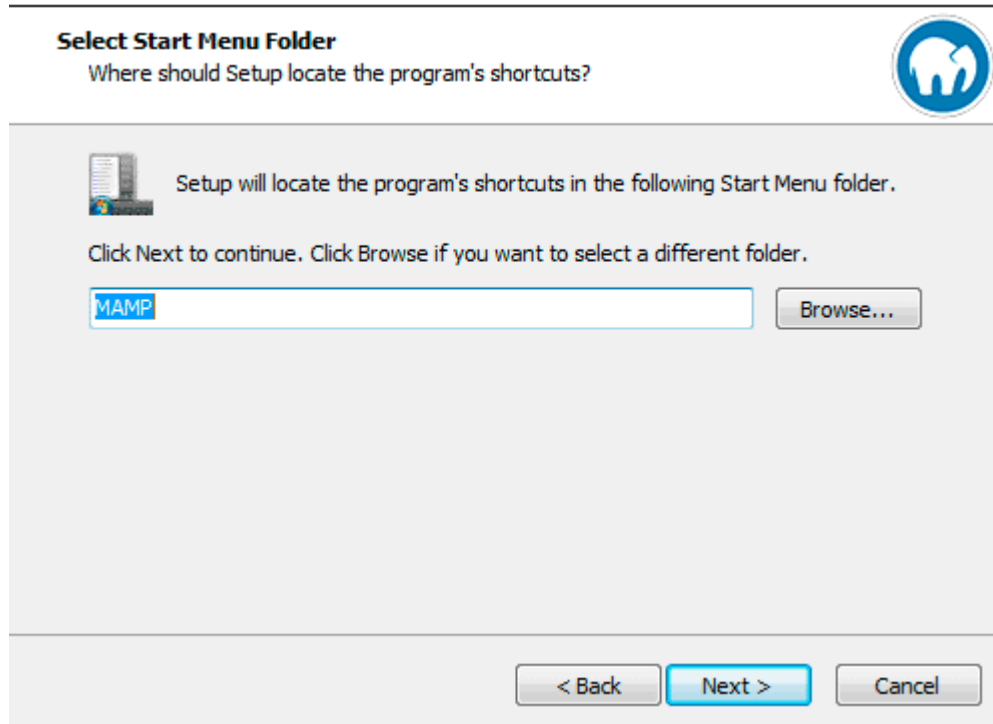 Select Start Menu Folder
Where should Setup locate the program's shortcuts?
Setup will locate the program's shortcuts in the following Start Menu folder.
Click Next to continue. Click Browse if you want to select a different folder.
MAMP
Browse...
< Back
Next >
Cancel